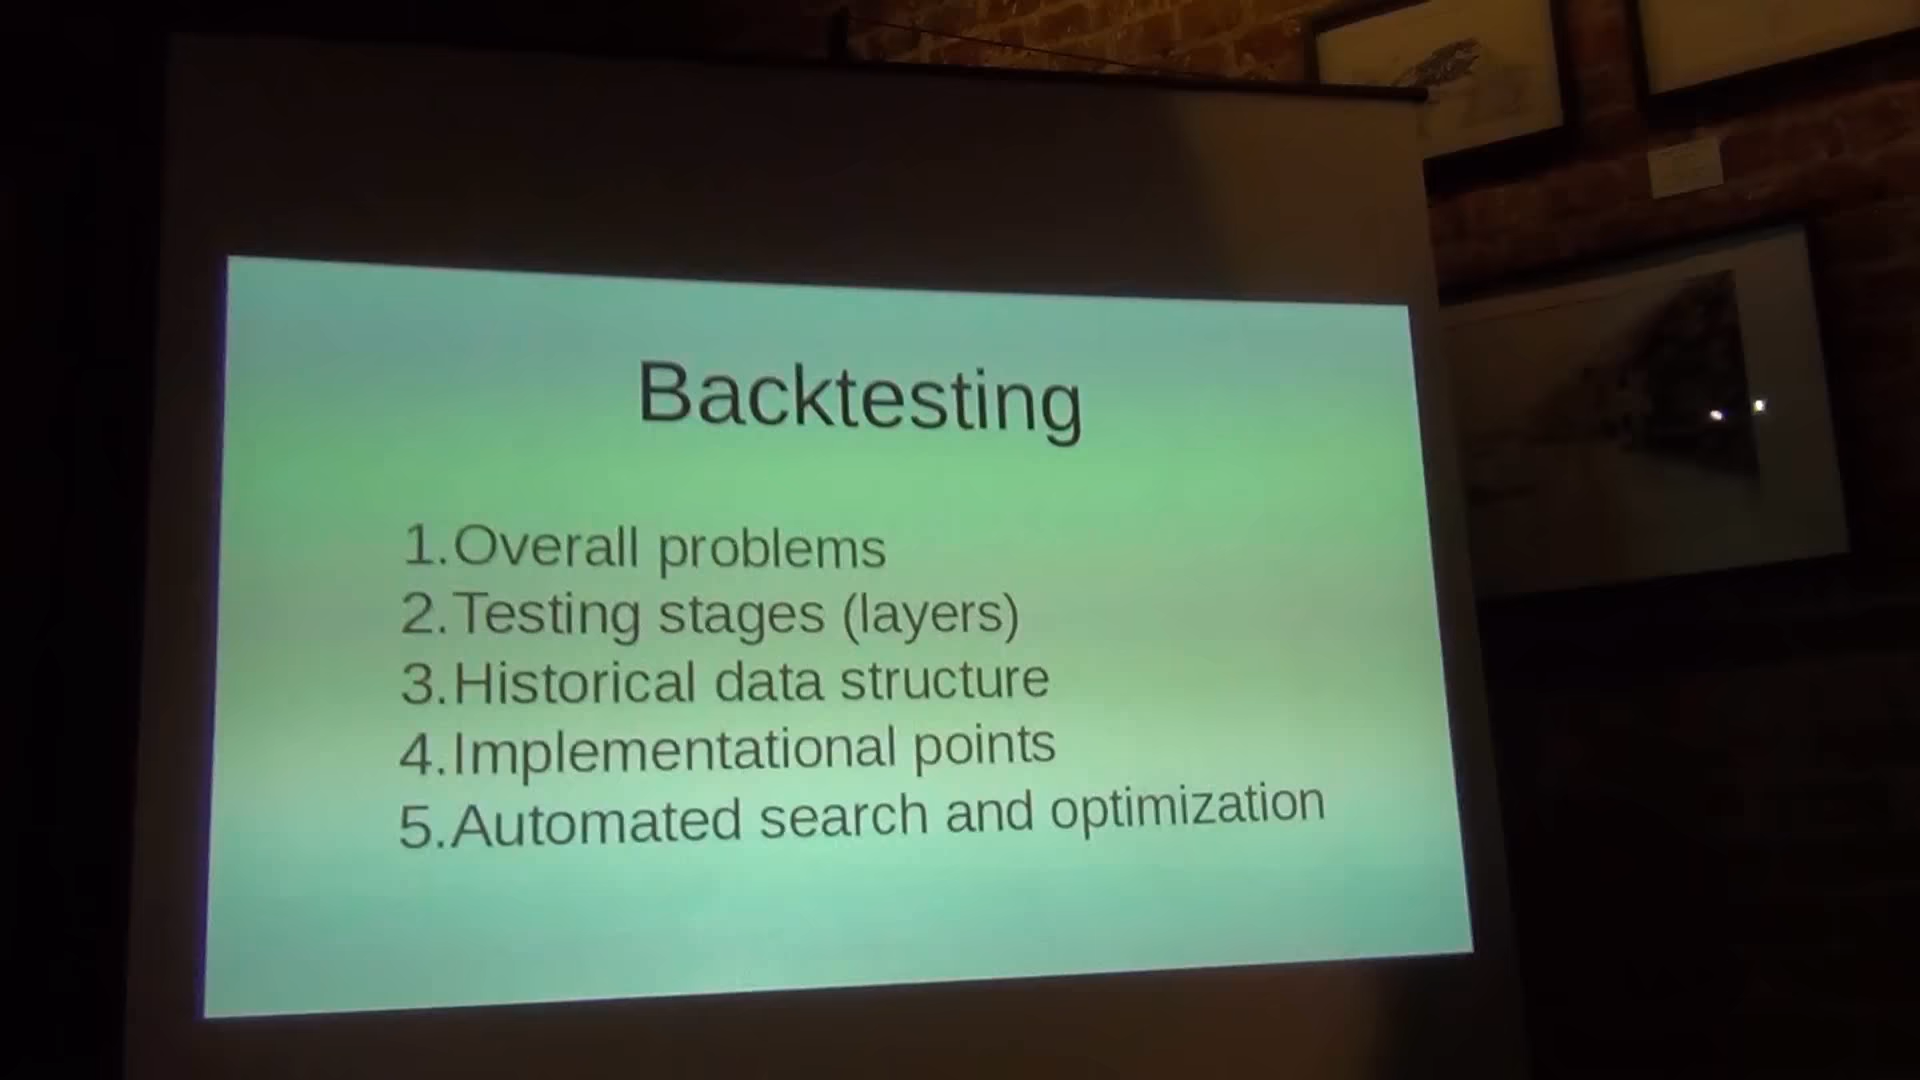 Backtesting
1.Overall problems
2.Testing stages (layers)
3.Historical data structure
4.Implementational points
5.Automated search and optimization